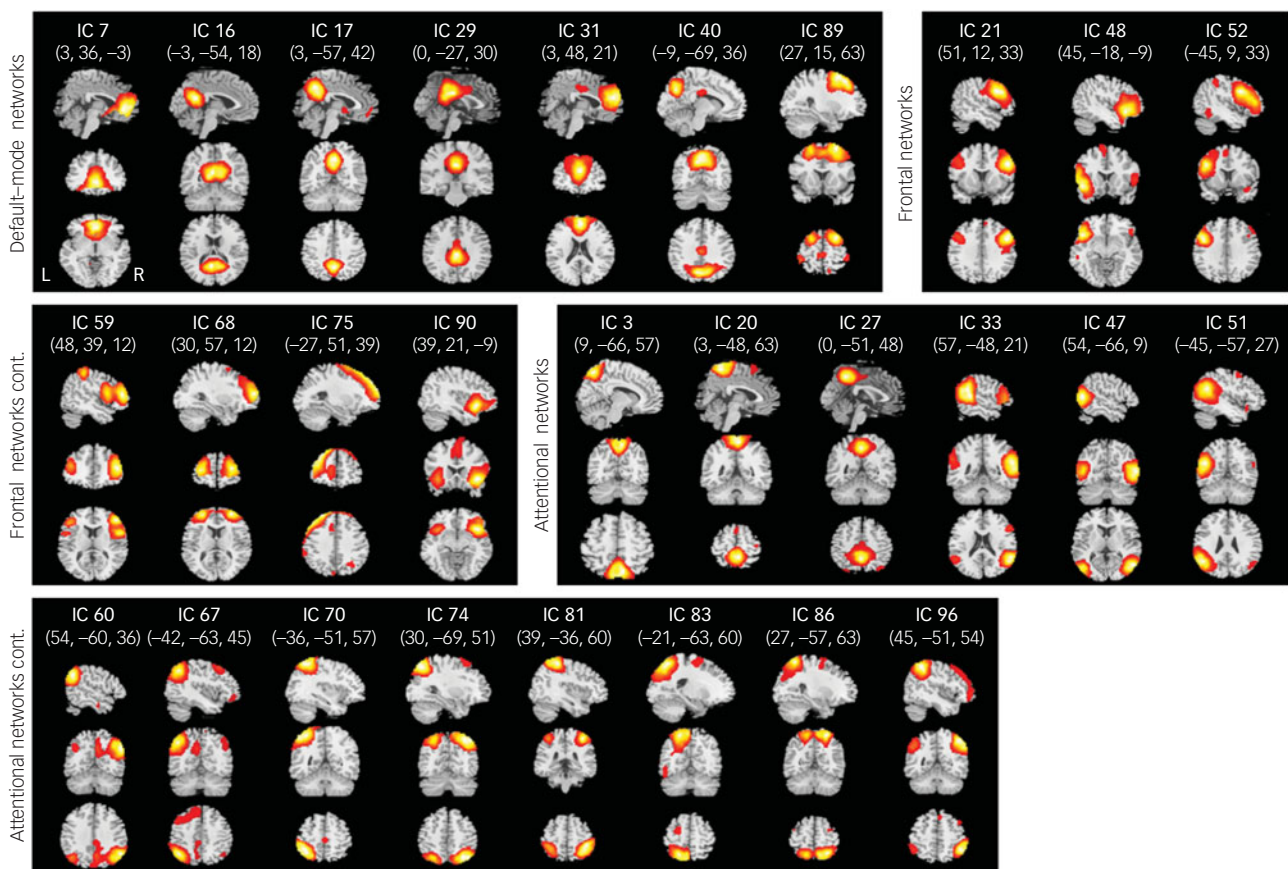 Default–mode networks
IC 7 IC 16 IC 17 IC 29 IC 31 IC 40 IC 89
(3, 36, –3) (–3, –54, 18) (3, –57, 42) (0, –27, 30) (3, 48, 21) (–9, –69, 36) (27, 15, 63)
L R
Frontal networks
IC 21 IC 48 IC 52
(51, 12, 33) (45, –18, –9) (–45, 9, 33)
Frontal networks cont.
IC 59 IC 68 IC 75 IC 90
(48, 39, 12) (30, 57, 12) (–27, 51, 39) (39, 21, –9)
Attentional networks
IC 3 IC 20 IC 27 IC 33 IC 47 IC 51
(9, –66, 57) (3, –48, 63) (0, –51, 48) (57, –48, 21) (54, –66, 9) (–45, –57, 27)
Attentional networks cont.
IC 60 IC 67 IC 70 IC 74 IC 81 IC 83 IC 86 IC 96
(54, –60, 36) (–42, –63, 45) (–36, –51, 57) (30, –69, 51) (39, –36, 60) (–21, –63, 60) (27, –57, 63) (45, –51, 54)